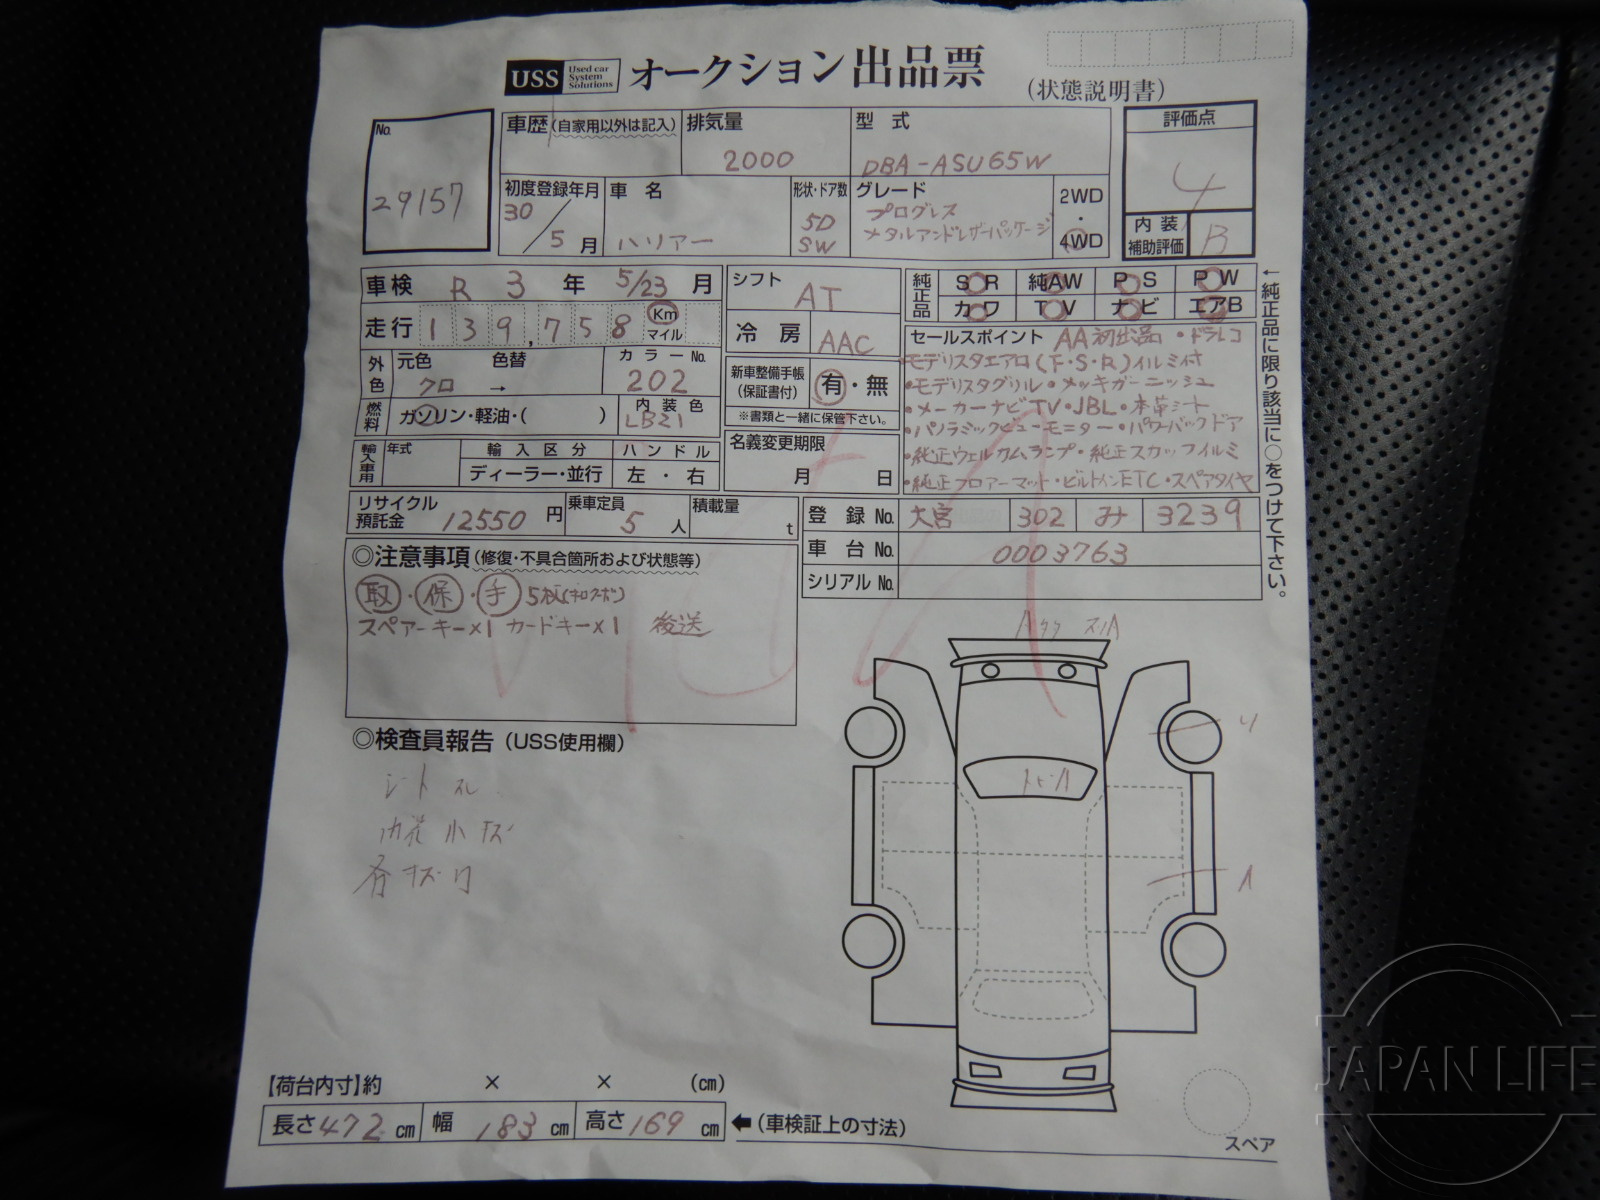 USS Used car System Solutions オークション出品票 (状態説明書)
No. 29157
車歴(自家用以外は記入) 排気量 2000 型式 DBA-ASU65W
初度登録年月 30/5月 車名 ハリアー 形状・ドア数 5D SW グレード プログレス メタルアンドレザーパッケージ 2WD・4WD
評価点 4
内装補助評価 B
車検 R 3 年 5/23 月
走行 139,758 Km マイル
外色 元色 クロ 色替 → カラーNo. 202
燃料 ガソリン・軽油・( ) 内装色 LB21
輸入車用 年式 輸入区分 ディーラー・並行 ハンドル 左・右
シフト AT
冷房 AAC
新車整備手帳(保証書付) 有・無
※書類と一緒に保管下さい。
名義変更期限 月 日
純正品 SR 純AW PS PW
カワ TV ナビ エアB
←純正品に限り該当に○をつけて下さい。
セールスポイント AA初出品・ドラレコ
・モデリスタエアロ(F・S・R)イルミ付
・モデリスタグリル・メッキガーニッシュ
・メーカーナビTV・JBL・本革シート
・パノラミックビューモニター・パワーバックドア
・純正ウェルカムランプ・純正スカッフイルミ
・純正フロアーマット・ビルトインETC・スペアタイヤ
リサイクル預託金 12550 円 乗車定員 5 人 積載量 t
登録No. 大宮 302 み 3239
車台No. 0003763
シリアルNo.
◎注意事項(修復・不具合箇所および状態等)
取・保・手
スペアーキー×1 カードキー×1 後送
◎検査員報告(USS使用欄)
シートスレ
内装小キズ
各キズ有
A
A
【荷台内寸】約 × × (cm)
長さ 472 cm 幅 183 cm 高さ 169 cm ←(車検証上の寸法)
スペア
JAPAN LIFE